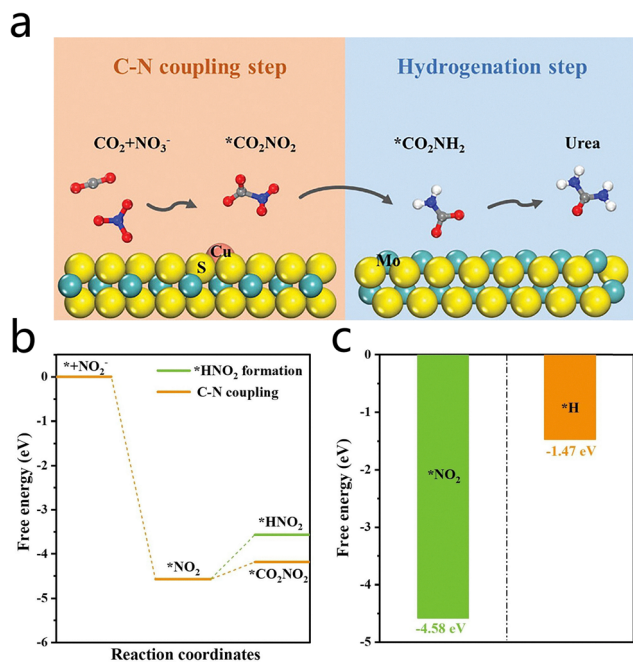 a
C-N coupling step
Hydrogenation step
CO₂+NO₃⁻
*CO₂NO₂
*CO₂NH₂
Urea
Cu
S
Mo
b
*+NO₂⁻
*HNO₂ formation
C-N coupling
*HNO₂
*NO₂
*CO₂NO₂
0
-1
-2
-3
-4
-5
-6
Free energy (eV)
Reaction coordinates
c
*H
-1.47 eV
*NO₂
-4.58 eV
0
-1
-2
-3
-4
-5
Free energy (eV)